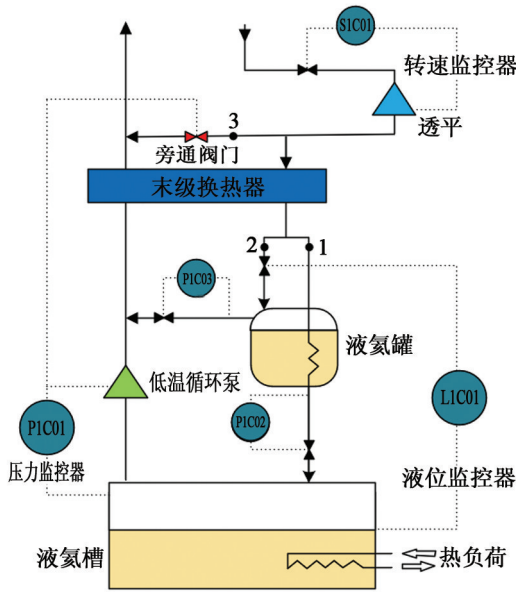 S1C01
转速监控器
透平
3
旁通阀门
末级换热器
2
1
P1C03
液氦罐
低温循环泵
L1C01
P1C02
P1C01
压力监控器
液位监控器
液氦槽
热负荷